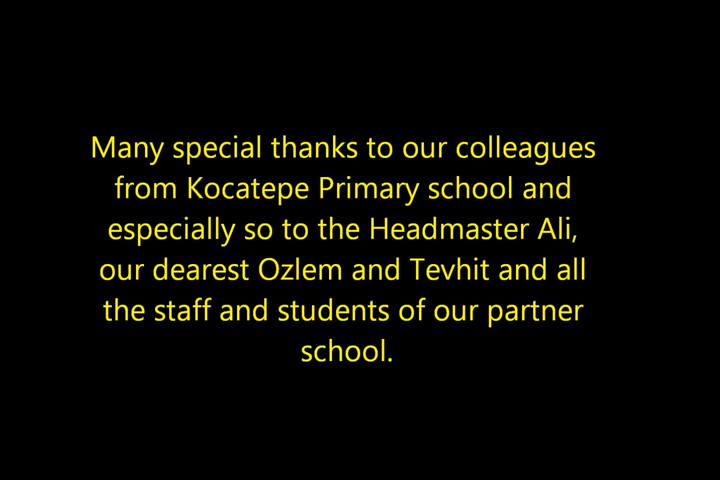 Many special thanks to our colleagues
from Kocatepe Primary school and
especially so to the Headmaster Ali,
our dearest Ozlem and Tevhit and all
the staff and students of our partner
school.